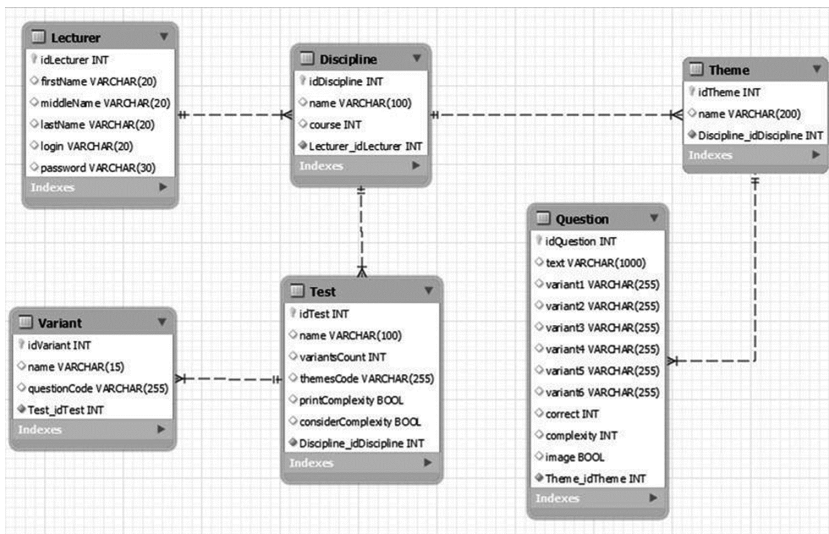 Lecturer
idLecturer INT
firstName VARCHAR(20)
middleName VARCHAR(20)
lastName VARCHAR(20)
login VARCHAR(20)
password VARCHAR(30)
Indexes
Discipline
idDiscipline INT
name VARCHAR(100)
course INT
Lecturer_idLecturer INT
Indexes
Theme
idTheme INT
name VARCHAR(200)
Discipline_idDiscipline INT
Indexes
Variant
idVariant INT
name VARCHAR(15)
questionCode VARCHAR(255)
Test_idTest INT
Indexes
Test
idTest INT
name VARCHAR(100)
variantsCount INT
themesCode VARCHAR(255)
printComplexity BOOL
considerComplexity BOOL
Discipline_idDiscipline INT
Indexes
Question
idQuestion INT
text VARCHAR(1000)
variant1 VARCHAR(255)
variant2 VARCHAR(255)
variant3 VARCHAR(255)
variant4 VARCHAR(255)
variant5 VARCHAR(255)
variant6 VARCHAR(255)
correct INT
complexity INT
image BOOL
Theme_idTheme INT
Indexes